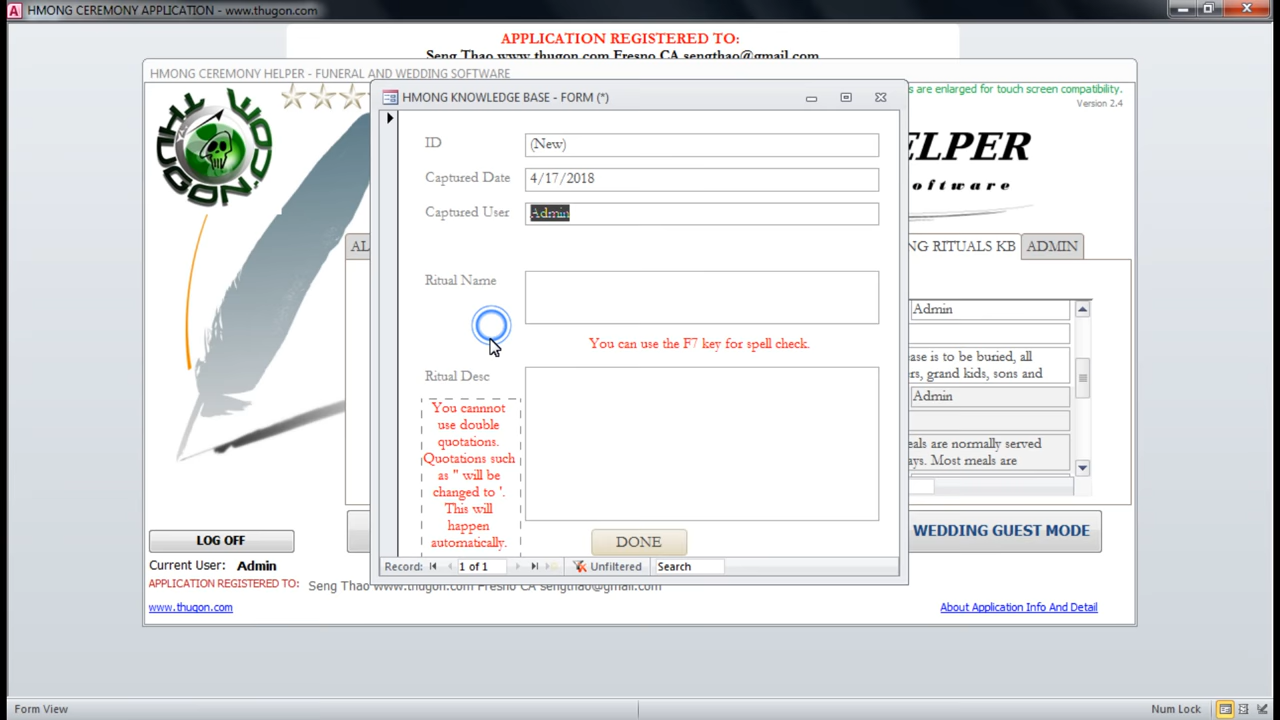 HMONG CEREMONY APPLICATION - www.thugon.com
APPLICATION REGISTERED TO:
Seng Thao www.thugon.com Fresno CA sengthao@gmail.com
HMONG CEREMONY HELPER - FUNERAL AND WEDDING SOFTWARE
THUGON.COM
are enlarged for touch screen compatibility.
Version 2.4
ELPER
oftware
HMONG KNOWLEDGE BASE - FORM (*)
ID
(New)
Captured Date
4/17/2018
Captured User
Admin
AL
NG RITUALS KB
ADMIN
Ritual Name
You can use the F7 key for spell check.
Ritual Desc
You cannnot
use double
quotations.
Quotations such
as " will be
changed to '.
This will
happen
automatically.
DONE
Admin
ease is to be buried, all
ers, grand kids, sons and
Admin
eals are normally served
ays. Most meals are
Record:
1 of 1
Unfiltered
Search
LOG OFF
WEDDING GUEST MODE
Current User: Admin
APPLICATION REGISTERED TO: Seng Thao www.thugon.com Fresno CA sengthao@gmail.com
www.thugon.com
About Application Info And Detail
Form View
Num Lock